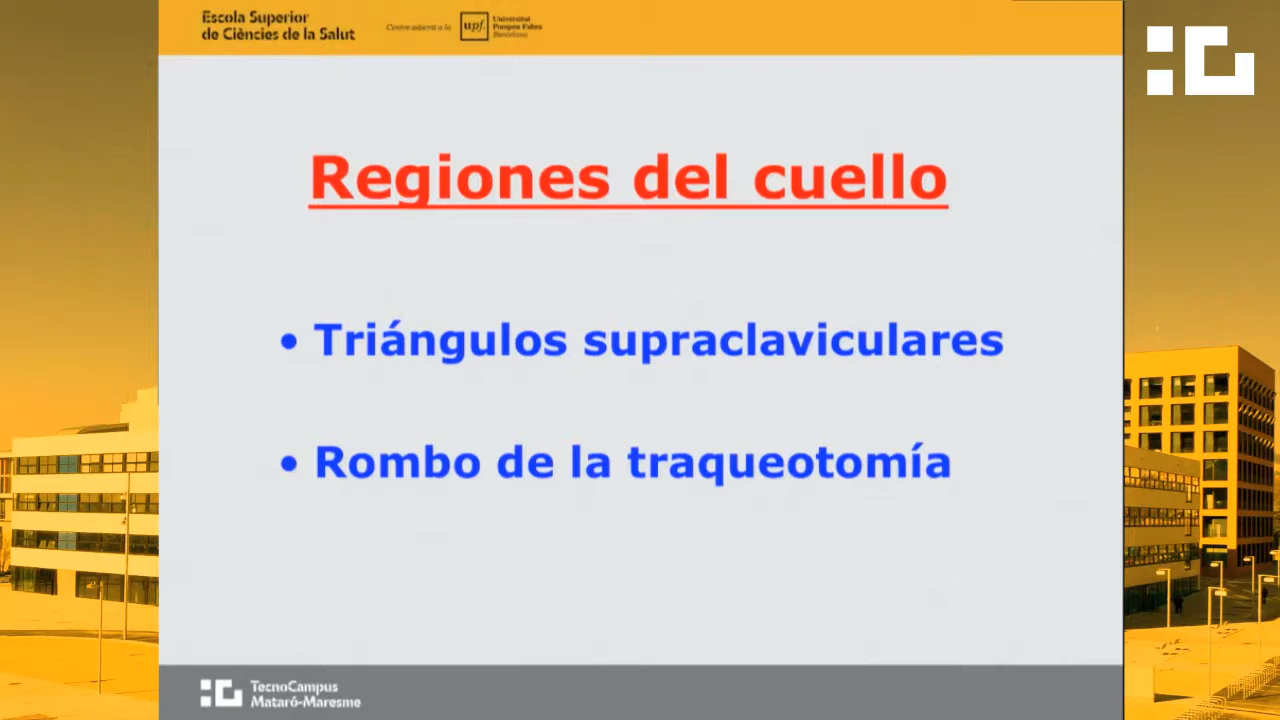 Escola Superior
de Ciències de la Salut
Centre adscrit a la
upf.
Universitat
Pompeu Fabra
Barcelona
Regiones del cuello
• Triángulos supraclaviculares
• Rombo de la traqueotomía
TecnoCampus
Mataró-Maresme